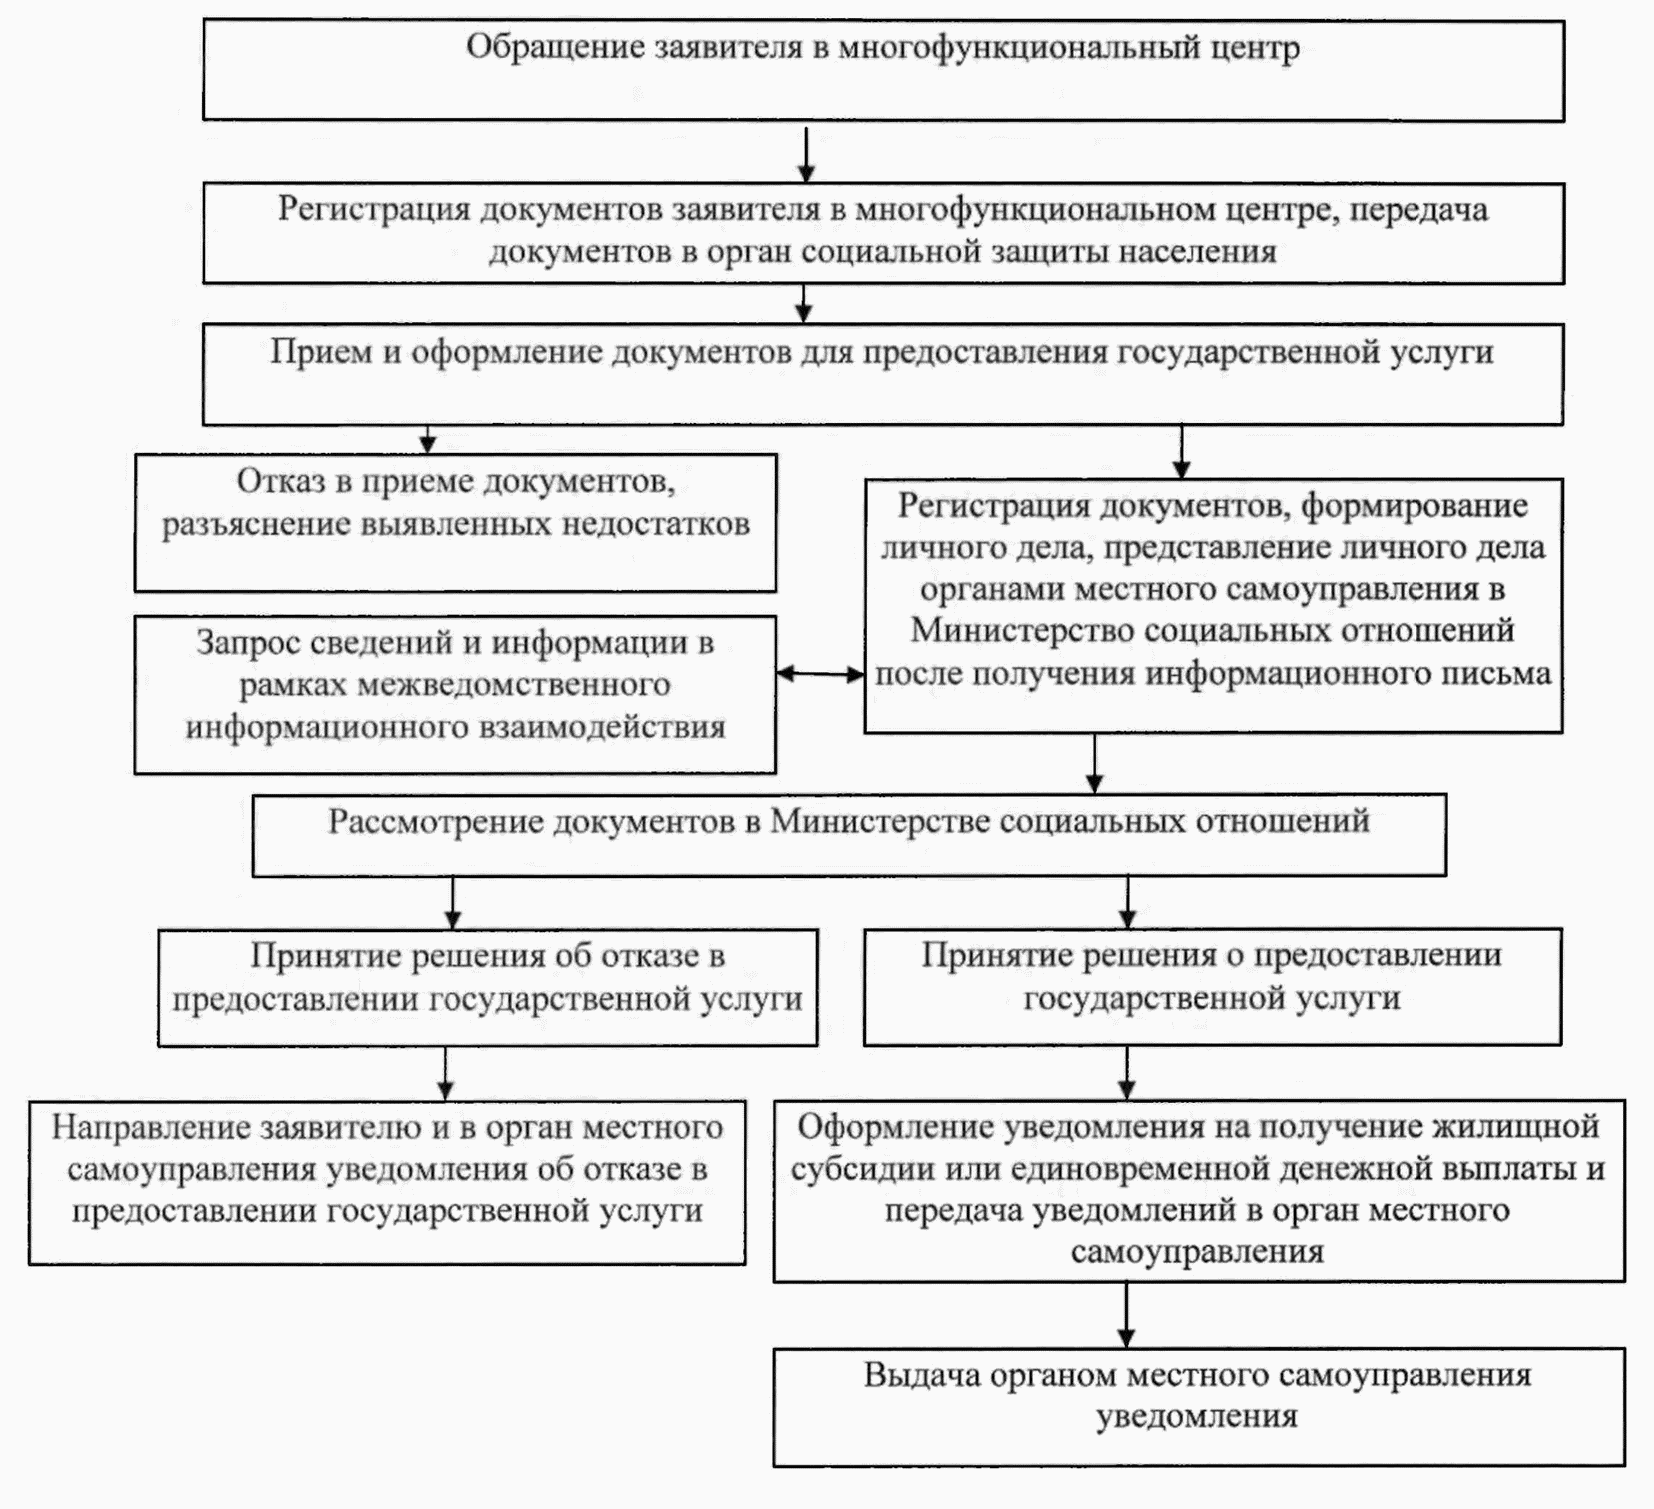 Обращение заявителя в многофункциональный центр
Регистрация документов заявителя в многофункциональном центре, передача
документов в орган социальной защиты населения
Прием и оформление документов для предоставления государственной услуги
Отказ в приеме документов,
разъяснение выявленных недостатков
Регистрация документов, формирование
личного дела, представление личного дела
органами местного самоуправления в
Министерство социальных отношений
после получения информационного письма
Запрос сведений и информации в
рамках межведомственного
информационного взаимодействия
Рассмотрение документов в Министерстве социальных отношений
Принятие решения об отказе в
предоставлении государственной услуги
Принятие решения о предоставлении
государственной услуги
Направление заявителю и в орган местного
самоуправления уведомления об отказе в
предоставлении государственной услуги
Оформление уведомления на получение жилищной
субсидии или единовременной денежной выплаты и
передача уведомлений в орган местного
самоуправления
Выдача органом местного самоуправления
уведомления